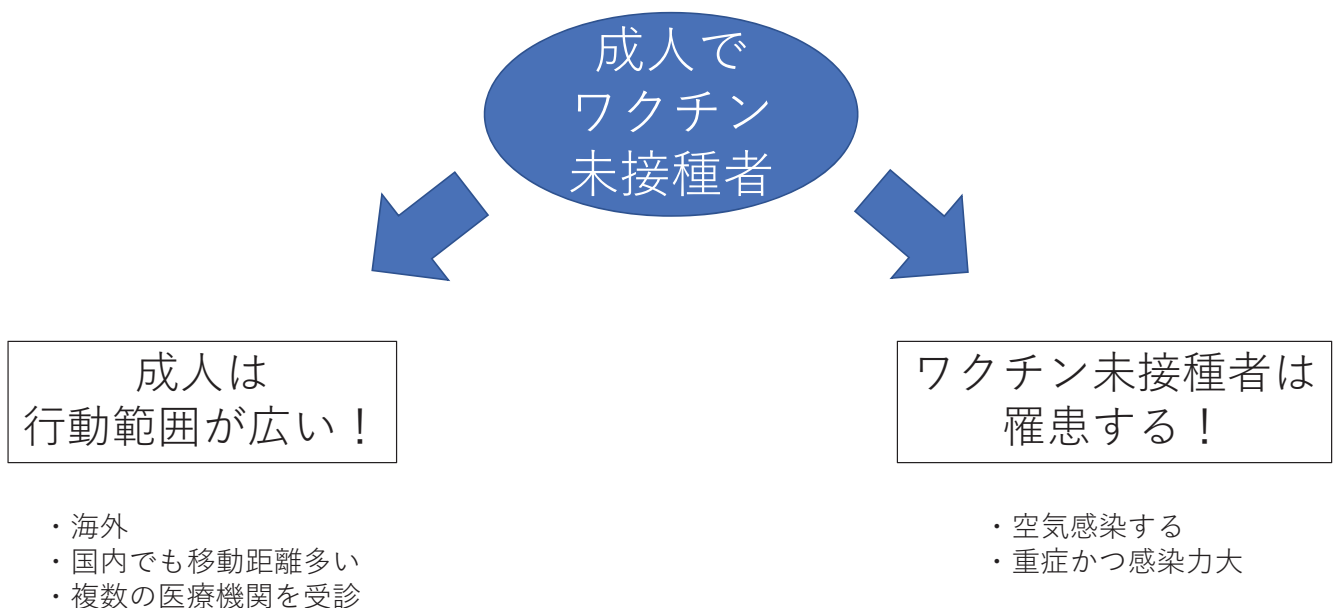 成人で
ワクチン
未接種者
成人は
行動範囲が広い！
・海外
・国内でも移動距離多い
・複数の医療機関を受診
ワクチン未接種者は
罹患する！
・空気感染する
・重症かつ感染力大